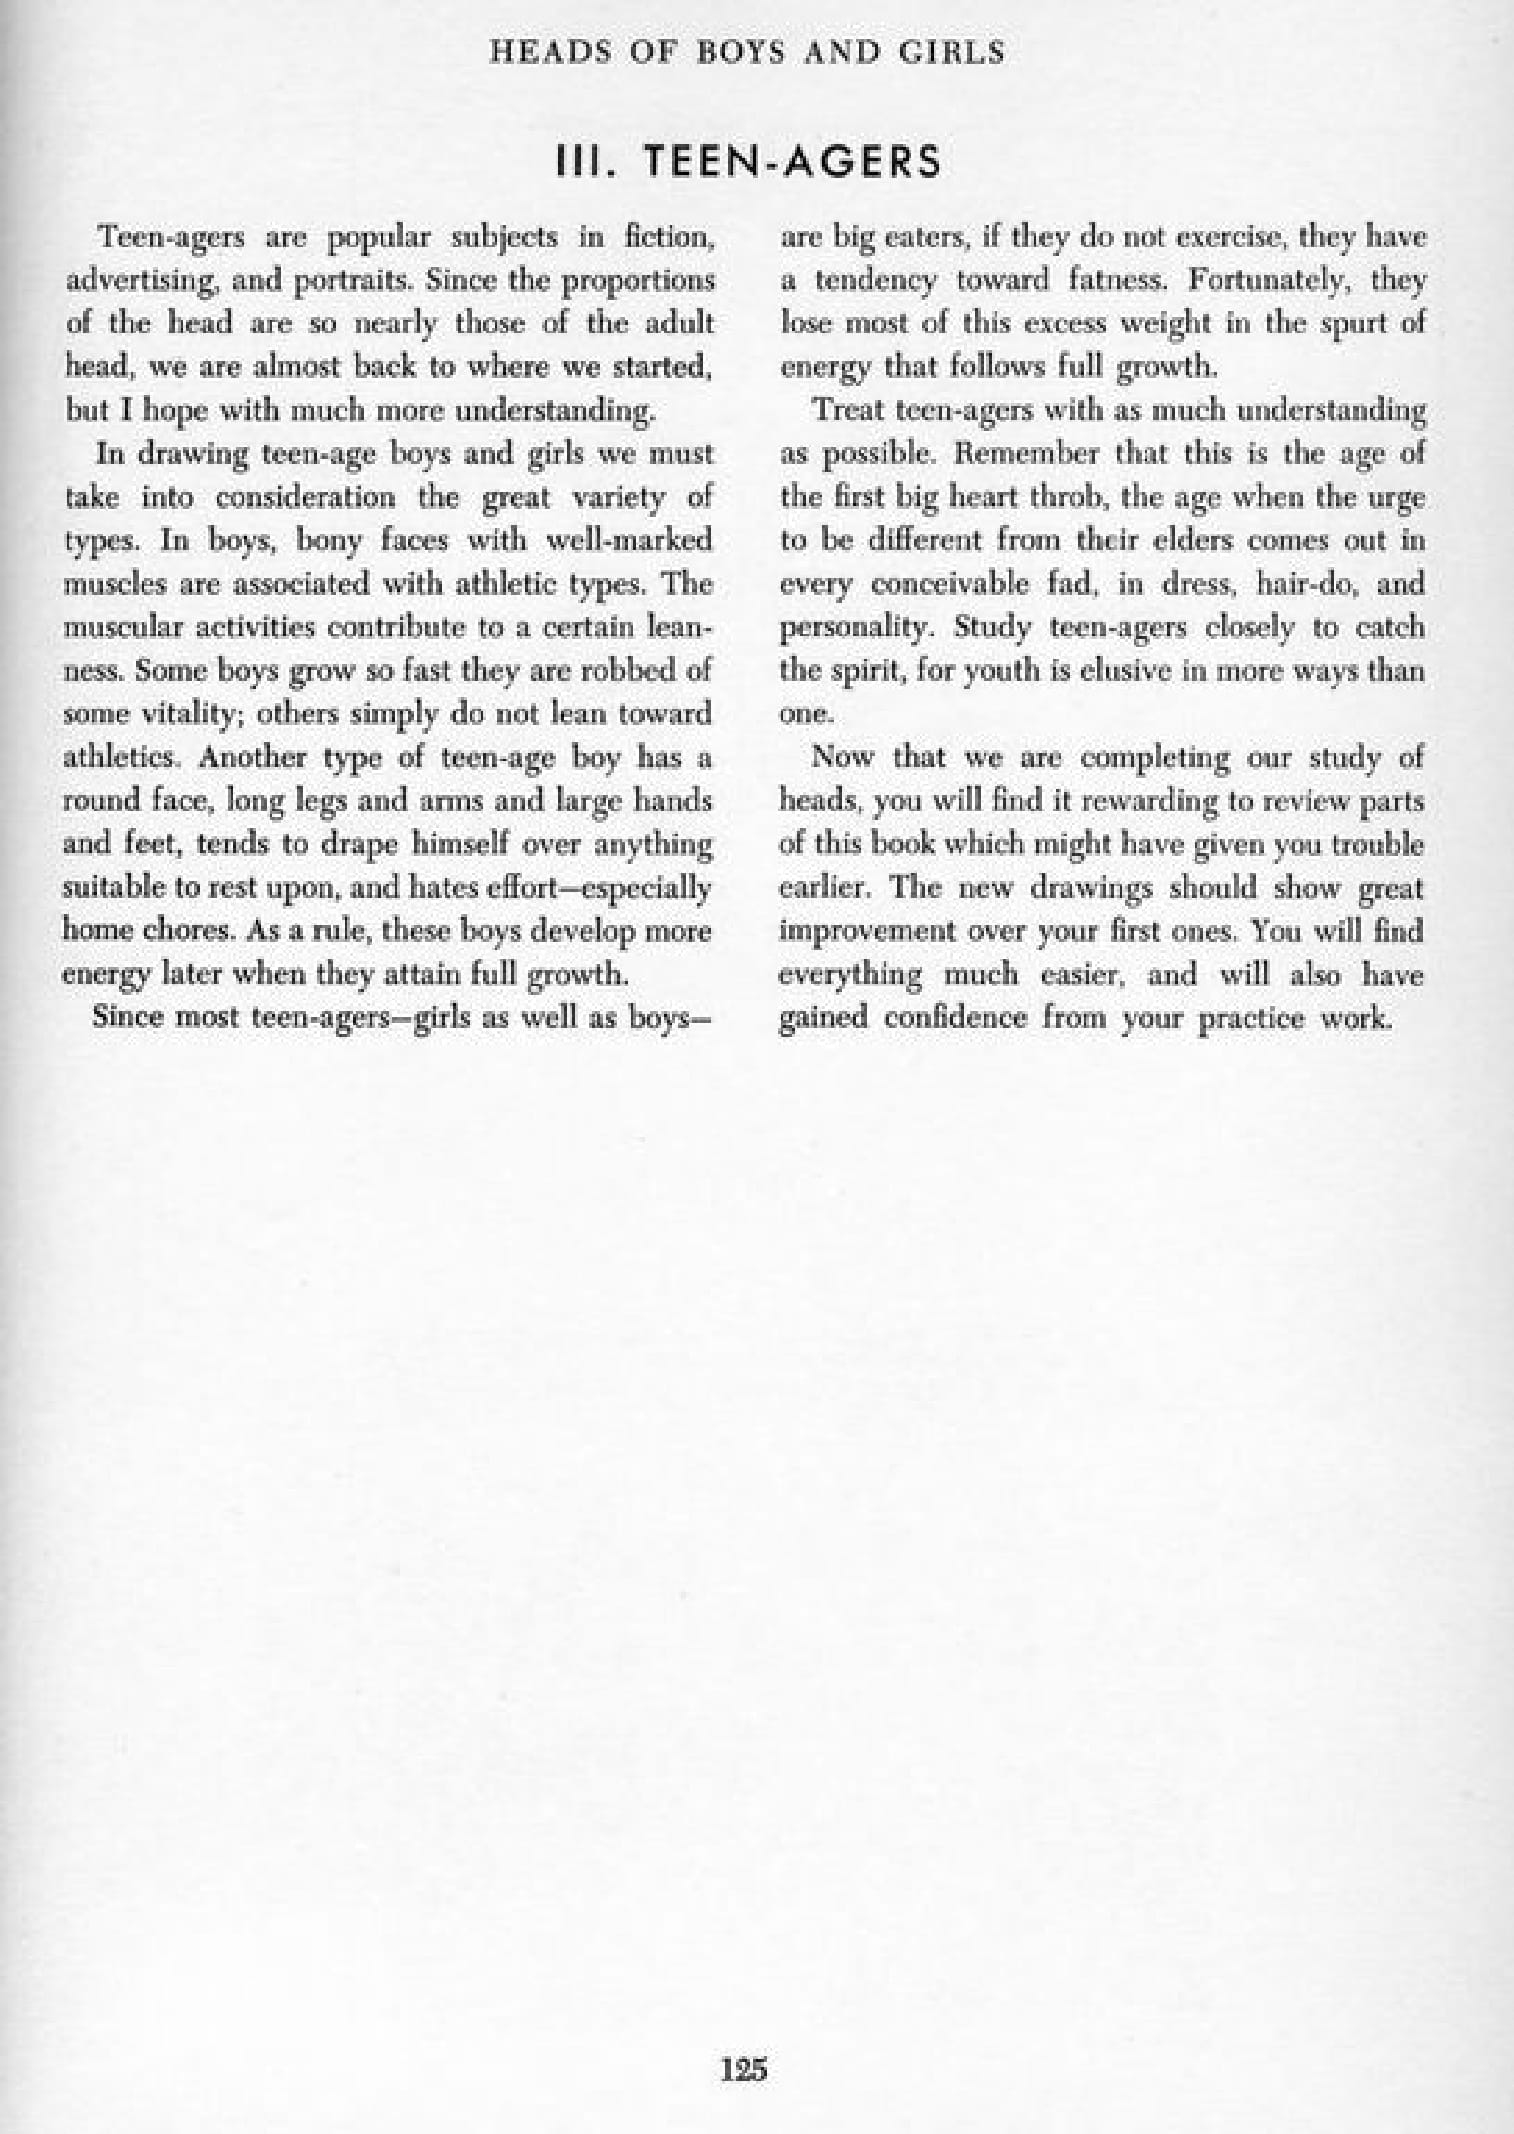 HEADS OF BOYS AND GIRLS
III. TEEN-AGERS
Teen-agers are popular subjects in fiction,
advertising, and portraits. Since the proportions
of the head are so nearly those of the adult
head, we are almost back to where we started,
but I hope with much more understanding.
In drawing teen-age boys and girls we must
take into consideration the great variety of
types. In boys, bony faces with well-marked
muscles are associated with athletic types. The
muscular activities contribute to a certain lean-
ness. Some boys grow so fast they are robbed of
some vitality; others simply do not lean toward
athletics. Another type of teen-age boy has a
round face, long legs and arms and large hands
and feet, tends to drape himself over anything
suitable to rest upon, and hates effort—especially
home chores. As a rule, these boys develop more
energy later when they attain full growth.
Since most teen-agers—girls as well as boys—
are big eaters, if they do not exercise, they have
a tendency toward fatness. Fortunately, they
lose most of this excess weight in the spurt of
energy that follows full growth.
Treat teen-agers with as much understanding
as possible. Remember that this is the age of
the first big heart throb, the age when the urge
to be different from their elders comes out in
every conceivable fad, in dress, hair-do, and
personality. Study teen-agers closely to catch
the spirit, for youth is elusive in more ways than
one.
Now that we are completing our study of
heads, you will find it rewarding to review parts
of this book which might have given you trouble
earlier. The new drawings should show great
improvement over your first ones. You will find
everything much easier, and will also have
gained confidence from your practice work.
125